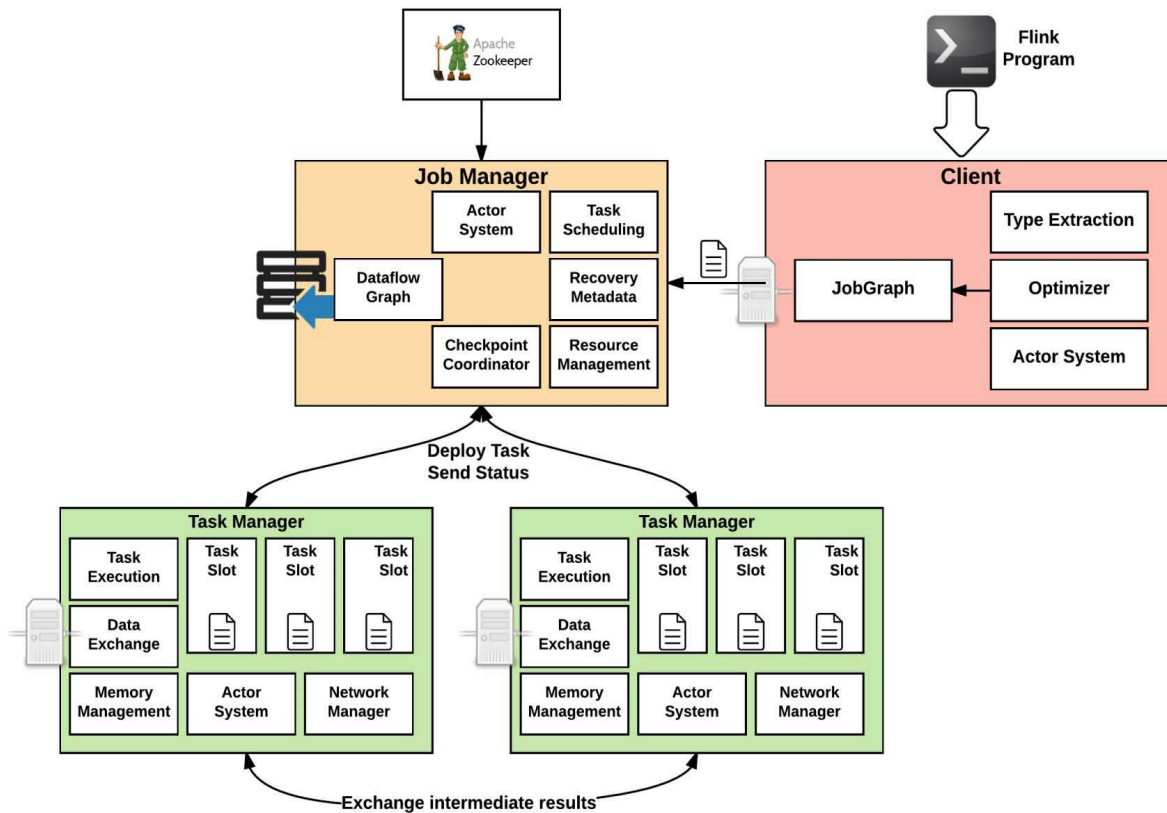 Apache
Zookeeper
Flink
Program
Job Manager
Actor
System
Task
Scheduling
Dataflow
Graph
Recovery
Metadata
Checkpoint
Coordinator
Resource
Management
Client
Type Extraction
JobGraph
Optimizer
Actor System
Deploy Task
Send Status
Task Manager
Task
Execution
Task
Slot
Task
Slot
Task
Slot
Data
Exchange
Memory
Management
Actor
System
Network
Manager
Task Manager
Task
Execution
Task
Slot
Task
Slot
Task
Slot
Data
Exchange
Memory
Management
Actor
System
Network
Manager
Exchange intermediate results